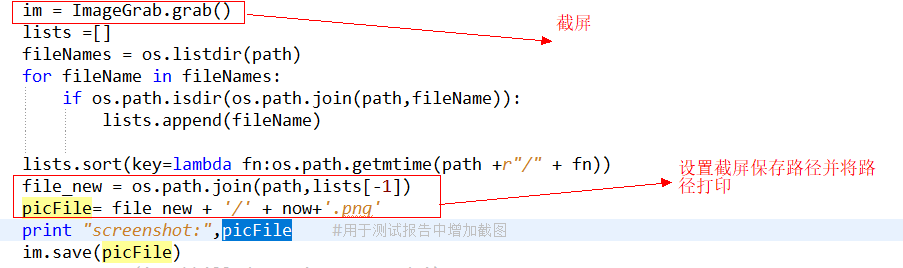 im = ImageGrab.grab()
截屏
lists =[]
fileNames = os.listdir(path)
for fileName in fileNames:
if os.path.isdir(os.path.join(path,fileName)):
lists.append(fileName)
lists.sort(key=lambda fn:os.path.getmtime(path +r"/" + fn))
file_new = os.path.join(path,lists[-1])
设置截屏保存路径并将路
径打印
picFile= file_new + '/' + now+'.png'
print "screenshot:",picFile #用于测试报告中增加截图
im.save(picFile)